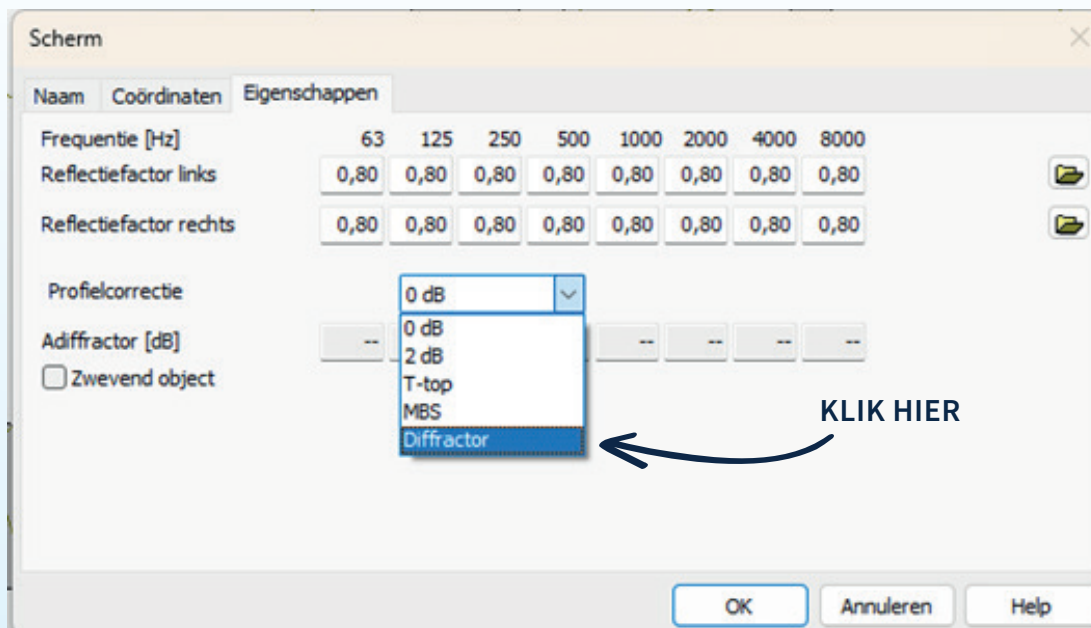 Scherm
Naam Coördinaten Eigenschappen
Frequentie [Hz] 63 125 250 500 1000 2000 4000 8000
Reflectiefactor links 0,80 0,80 0,80 0,80 0,80 0,80 0,80 0,80
Reflectiefactor rechts 0,80 0,80 0,80 0,80 0,80 0,80 0,80 0,80
Profielcorrectie 0 dB
0 dB
Adiffractor [dB] -- -- -- -- --
2 dB
Zwevend object
T-top
MBS
KLIK HIER
Diffractor
OK Annuleren Help